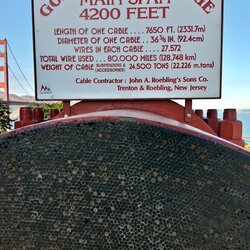 MAIN SPAN
4200 FEET
LENGTH OF ONE CABLE .... 7650 FT. (2331.7m)
DIAMETER OF ONE CABLE .. 36⅜ IN. (92.4cm)
WIRES IN EACH CABLE .... 27,572
TOTAL WIRE USED .. 80,000 MILES (128,748 km)
WEIGHT OF CABLE, SUSPENDERS & ACCESSORIES 24,500 TONS (22,226 m.tons)
Cable Contractor: John A. Roebling's Sons Co.
Trenton & Roebling, New Jersey